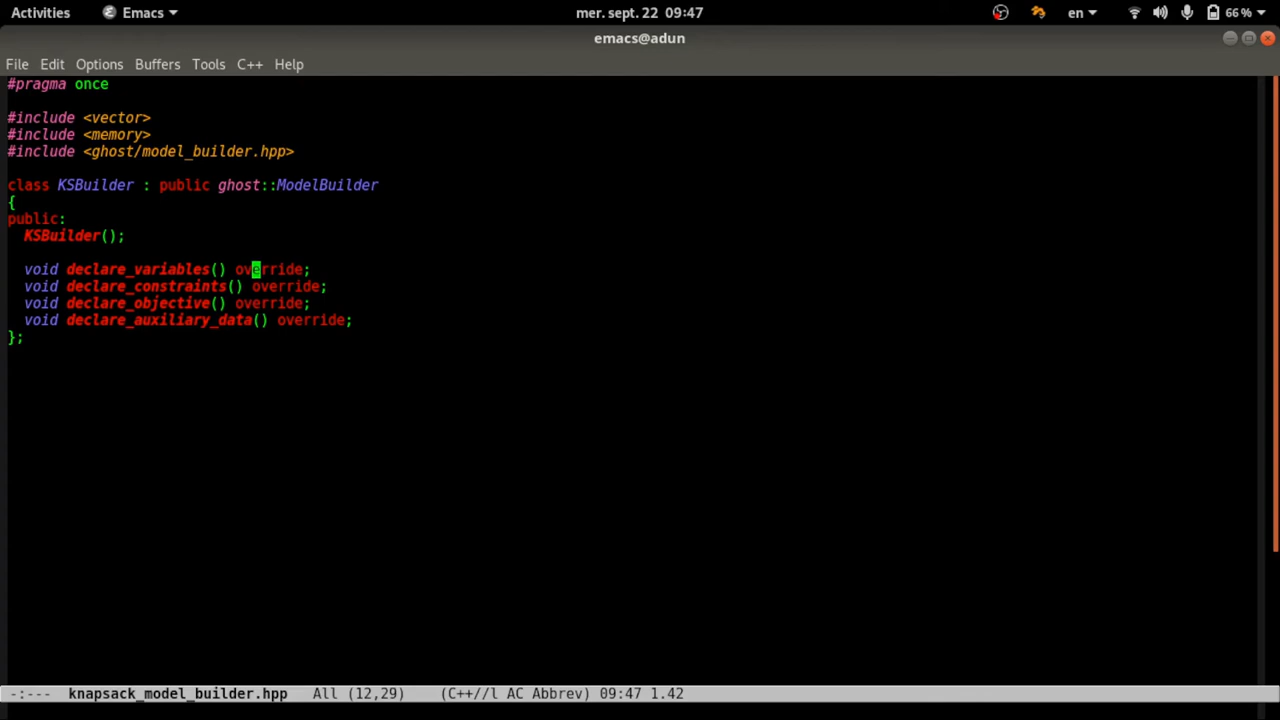 Activities Emacs mer. sept. 22 09:47 en 66 %
emacs@adun
File Edit Options Buffers Tools C++ Help
#pragma once
#include <vector>
#include <memory>
#include <ghost/model_builder.hpp>
class KSBuilder : public ghost::ModelBuilder
{
public:
KSBuilder();
void declare_variables() override;
void declare_constraints() override;
void declare_objective() override;
void declare_auxiliary_data() override;
};
-:--- knapsack_model_builder.hpp All (12,29) (C++//l AC Abbrev) 09:47 1.42